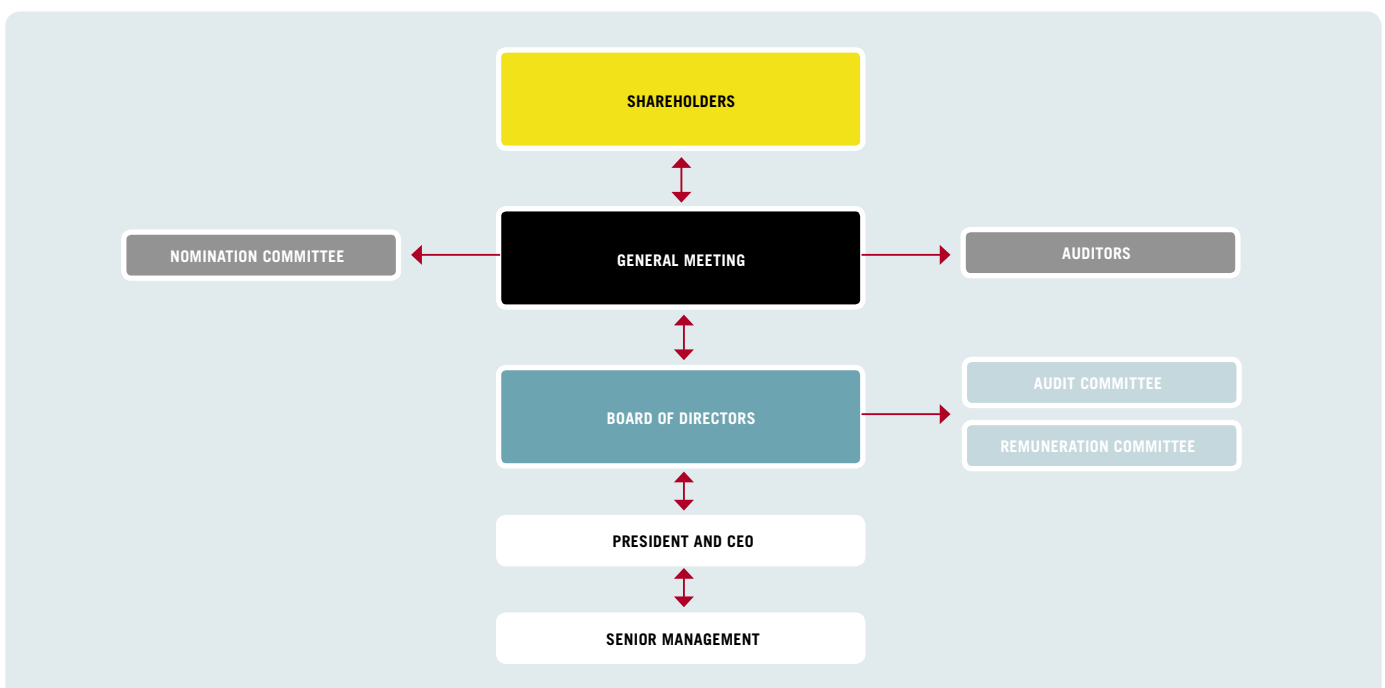 SHAREHOLDERS
NOMINATION COMMITTEE
GENERAL MEETING
AUDITORS
BOARD OF DIRECTORS
AUDIT COMMITTEE
REMUNERATION COMMITTEE
PRESIDENT AND CEO
SENIOR MANAGEMENT